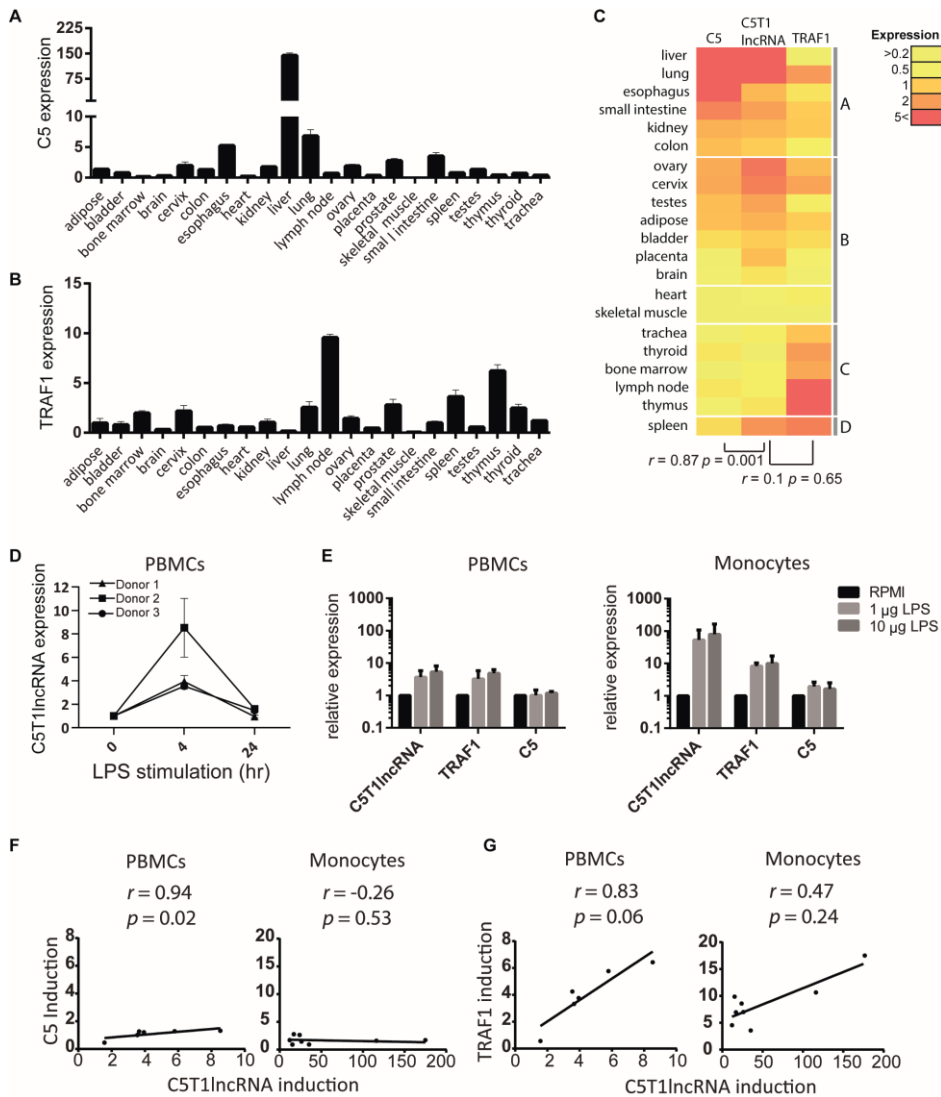 A
C5 expression
225
150
75
10
5
0
adipose
bladder
bone marrow
brain
cervix
colon
esophagus
heart
kidney
liver
lung
lymph node
ovary
placenta
prostate
skeletal muscle
smal l intestine
spleen
testes
thymus
thyroid
trachea
B
TRAF1 expression
15
10
5
0
adipose
bladder
bone marrow
brain
cervix
colon
esophagus
heart
kidney
liver
lung
lymph node
ovary
placenta
prostate
skeletal muscle
small intestine
spleen
testes
thymus
thyroid
trachea
C
C5
C5T1
lncRNA
TRAF1
liver
lung
esophagus
small intestine
kidney
colon
A
ovary
cervix
testes
adipose
bladder
placenta
brain
B
heart
skeletal muscle
trachea
thyroid
bone marrow
lymph node
thymus
C
spleen
D
r = 0.87 p = 0.001
r = 0.1 p = 0.65
Expression
>0.2
0.5
1
2
5<
D
PBMCs
C5T1lncRNA expression
12
10
8
6
4
2
0
Donor 1
Donor 2
Donor 3
0 4 24
LPS stimulation (hr)
E
PBMCs
relative expression
1000
100
10
1
0.1
C5T1lncRNA
TRAF1
C5
Monocytes
relative expression
1000
100
10
1
0.1
C5T1lncRNA
TRAF1
C5
RPMI
1 µg LPS
10 µg LPS
F
PBMCs
r = 0.94
p = 0.02
C5 Induction
8
6
4
2
0
0 2 4 6 8 10
Monocytes
r = -0.26
p = 0.53
20
15
10
5
0
0 50 100 150 200
C5T1lncRNA induction
G
PBMCs
r = 0.83
p = 0.06
TRAF1 induction
8
6
4
2
0
0 2 4 6 8 10
Monocytes
r = 0.47
p = 0.24
20
15
10
5
0
0 50 100 150 200
C5T1lncRNA induction